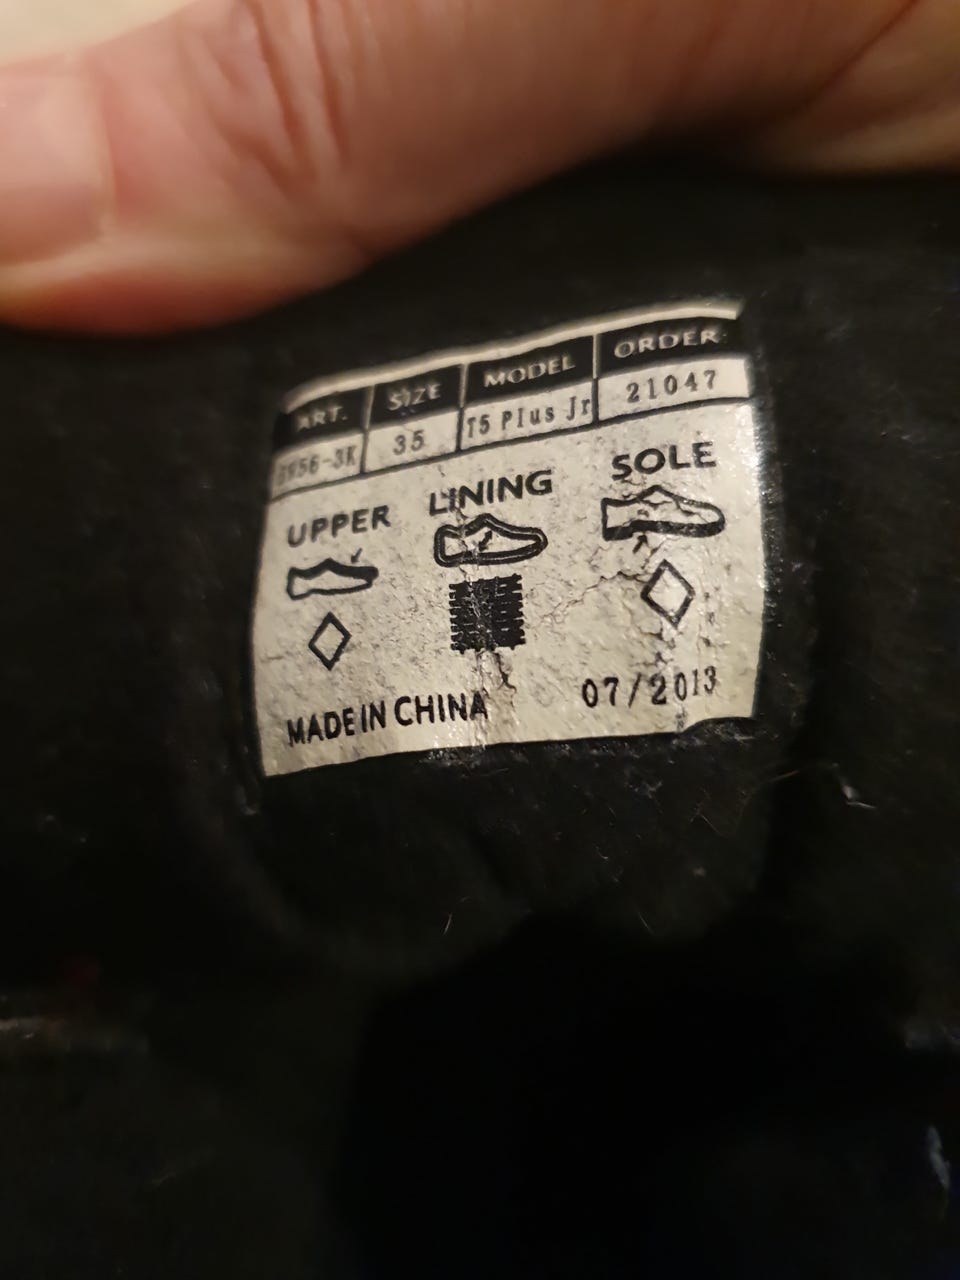 ART. SIZE MODEL ORDER
35 T5 Plus Jr 21047
UPPER LINING SOLE
MADE IN CHINA 07/2013